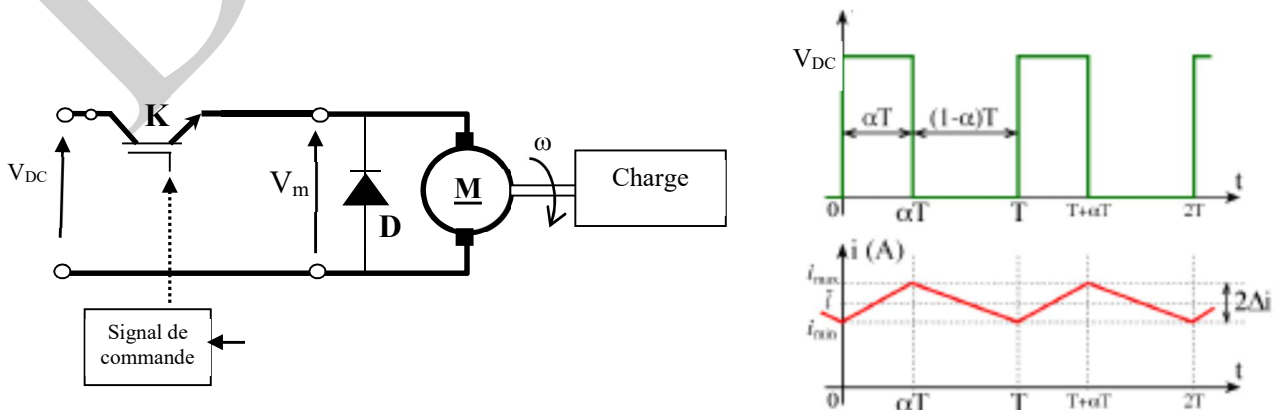 K
V_DC
V_m
D
M
ω
Charge
Signal de
commande
V_DC
αT
(1-α)T
t
0
αT
T
T+αT
2T
i (A)
i_max
ī
i_min
2Δi
t
0
αT
T
T+αT
2T